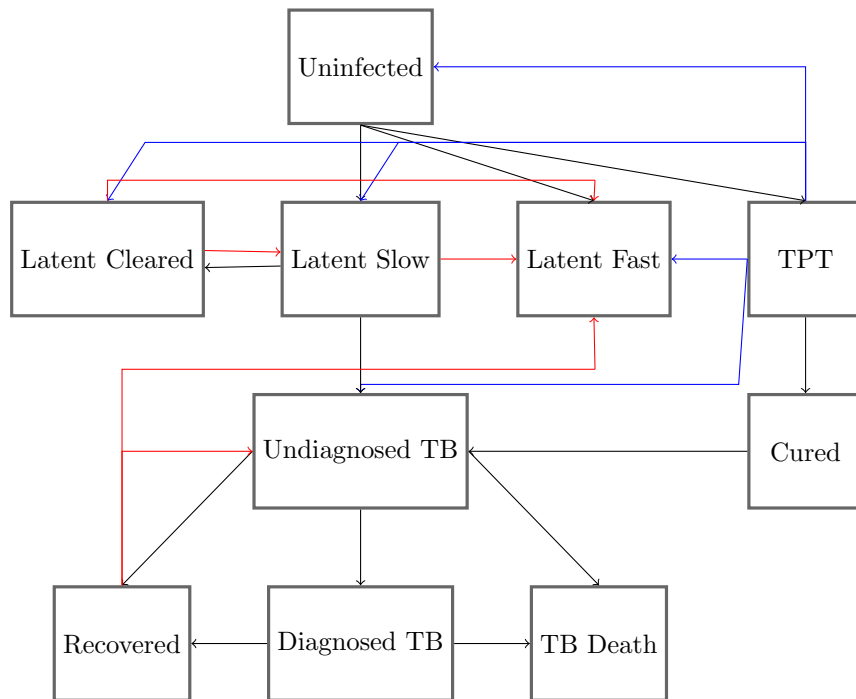 Uninfected
Latent Cleared
Latent Slow
Latent Fast
TPT
Undiagnosed TB
Cured
Recovered
Diagnosed TB
TB Death